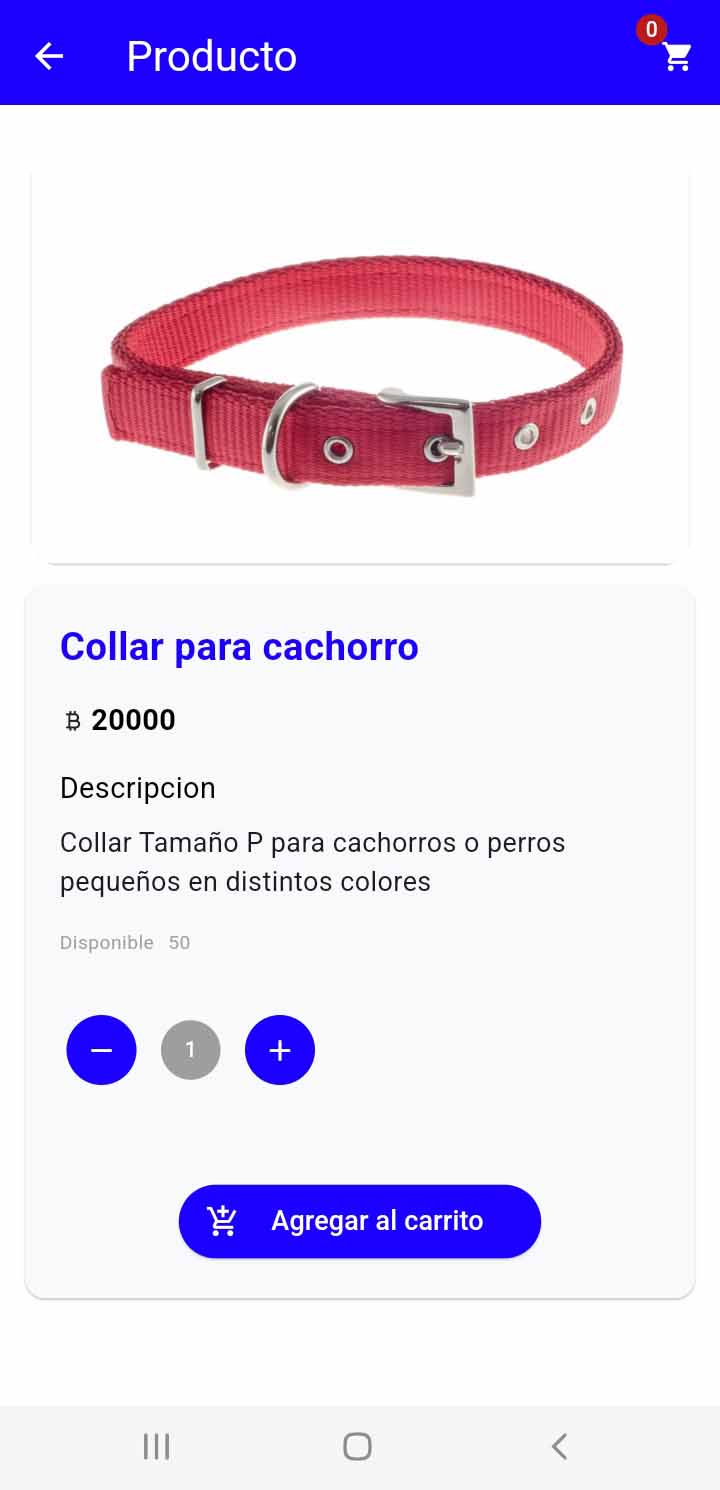 Producto
0
Collar para cachorro
₿ 20000
Descripcion
Collar Tamaño P para cachorros o perros
pequeños en distintos colores
Disponible 50
1
Agregar al carrito